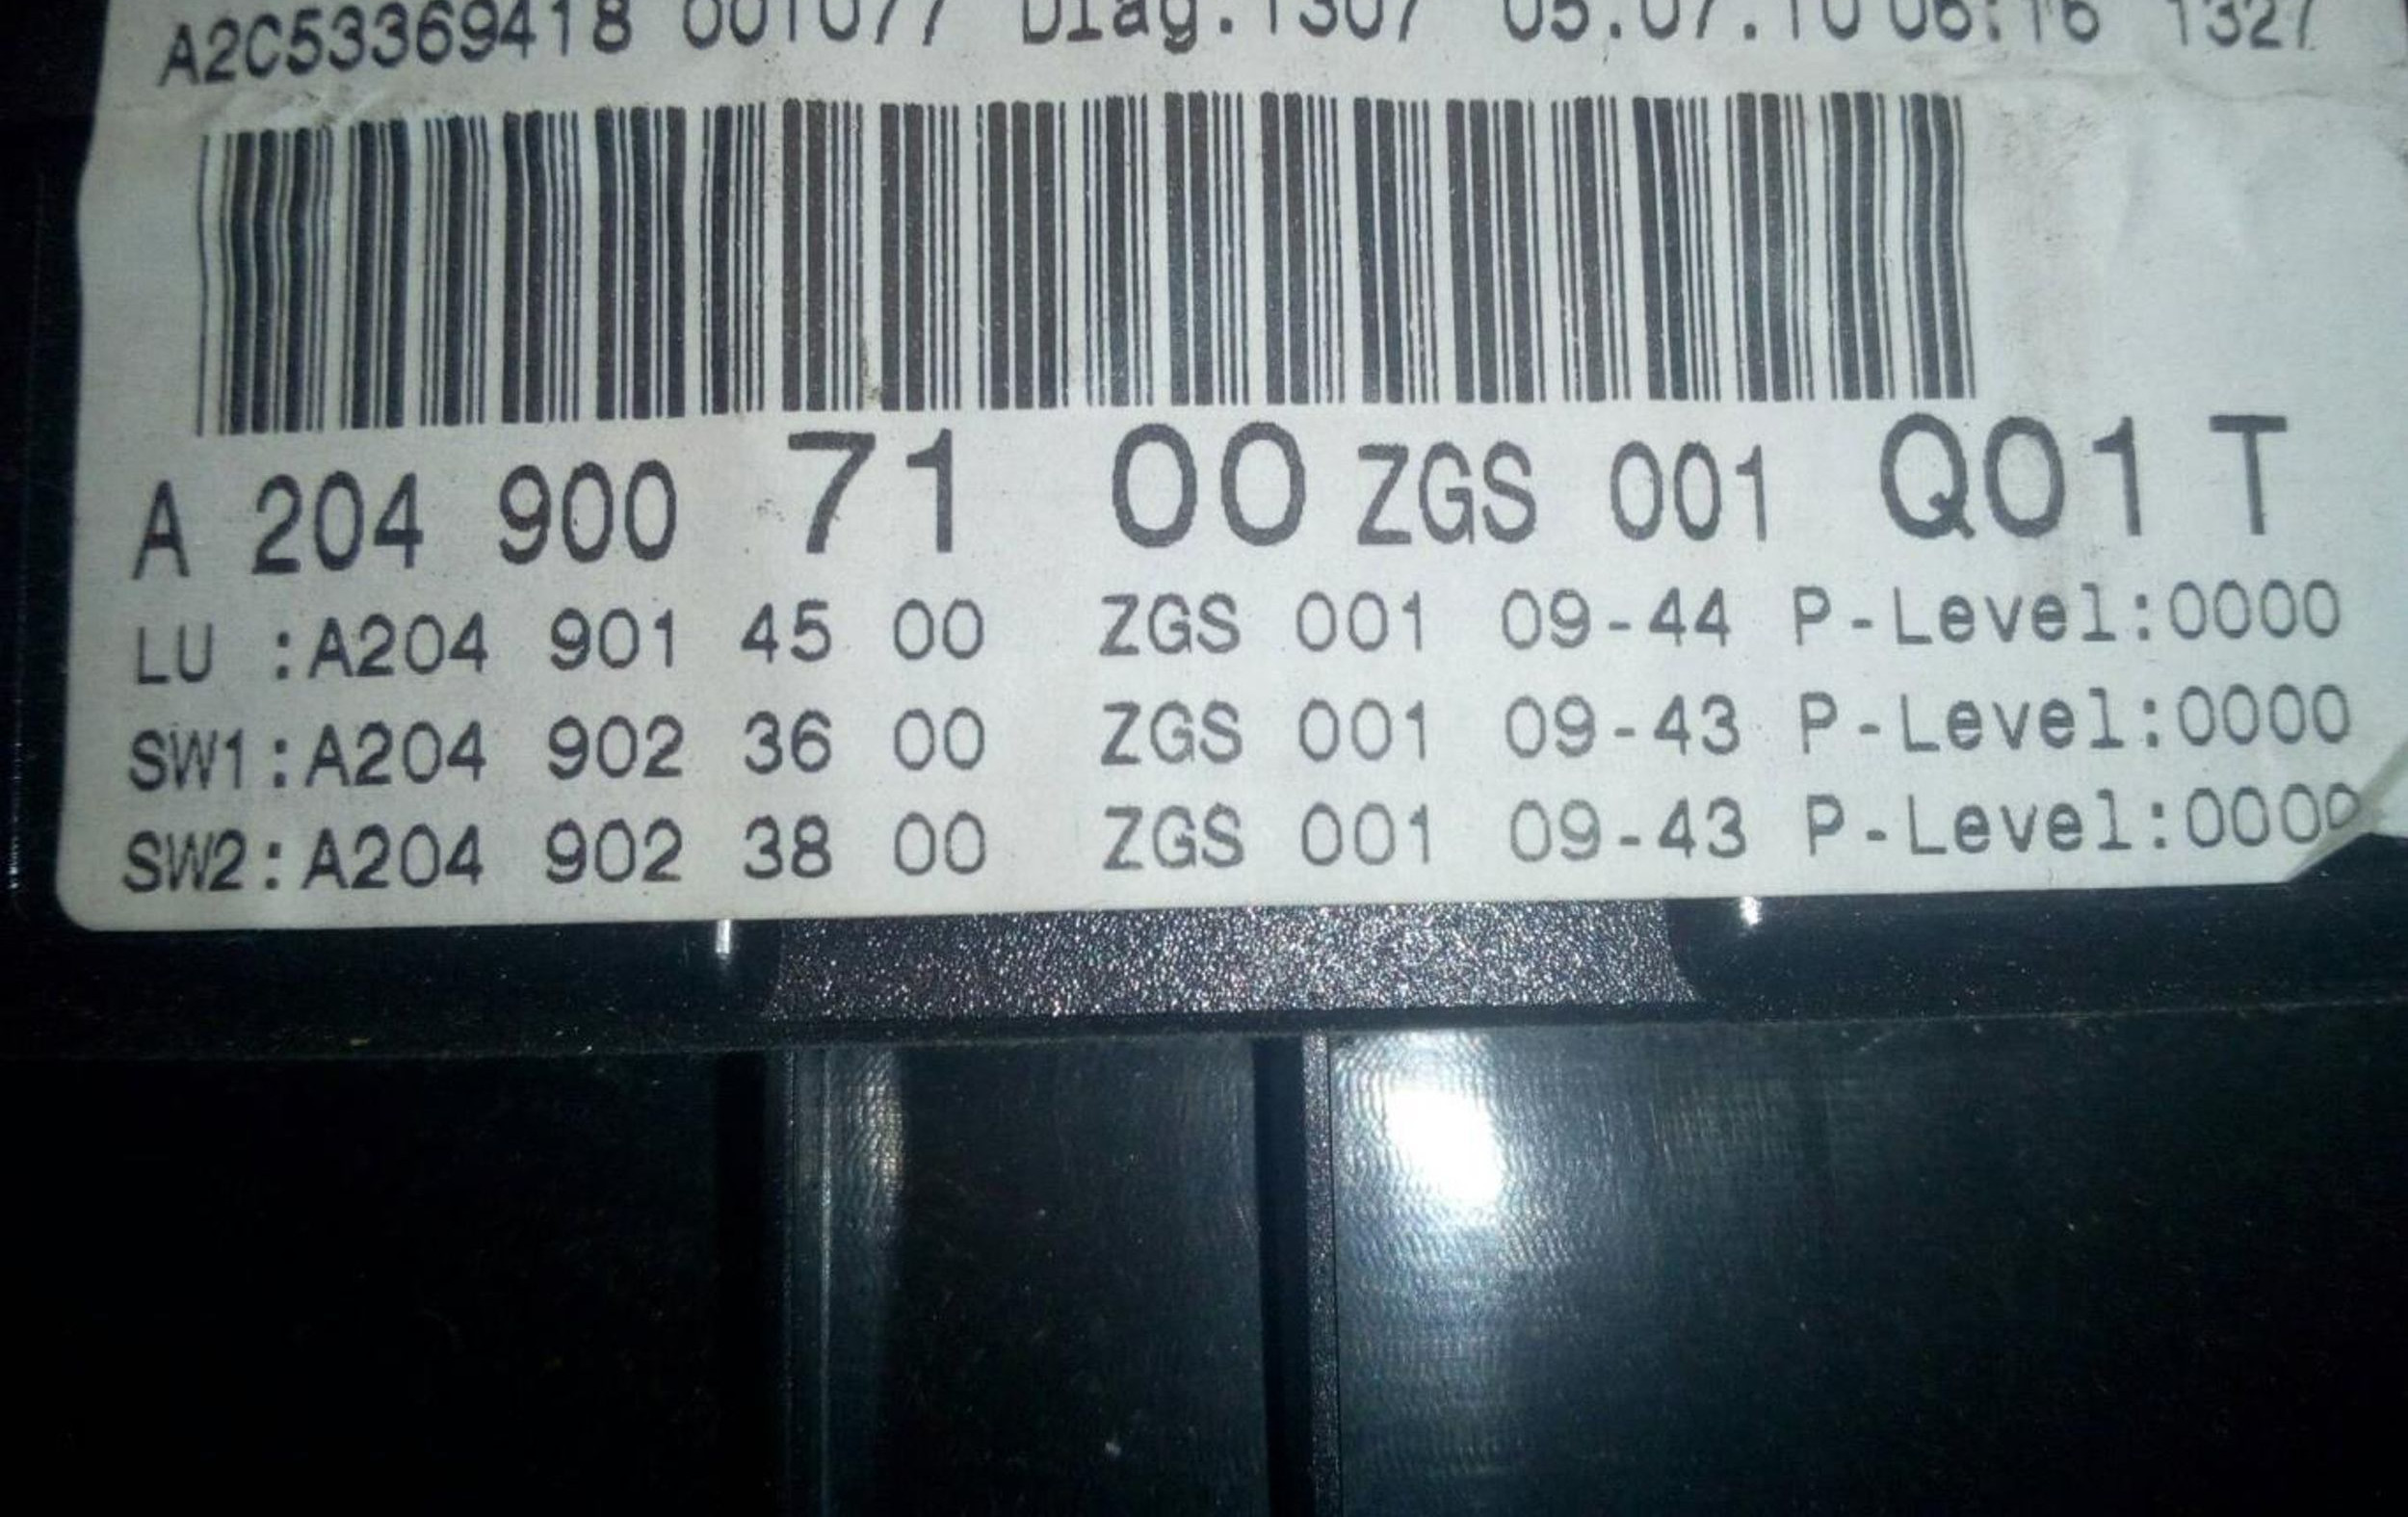 A2C53369418 001077 Diag.1307 05.07.10 06:16 1327
A 204 900 71 00 ZGS 001 Q01 T
LU :A204 901 45 00 ZGS 001 09-44 P-Level:0000
SW1:A204 902 36 00 ZGS 001 09-43 P-Level:0000
SW2:A204 902 38 00 ZGS 001 09-43 P-Level:0000